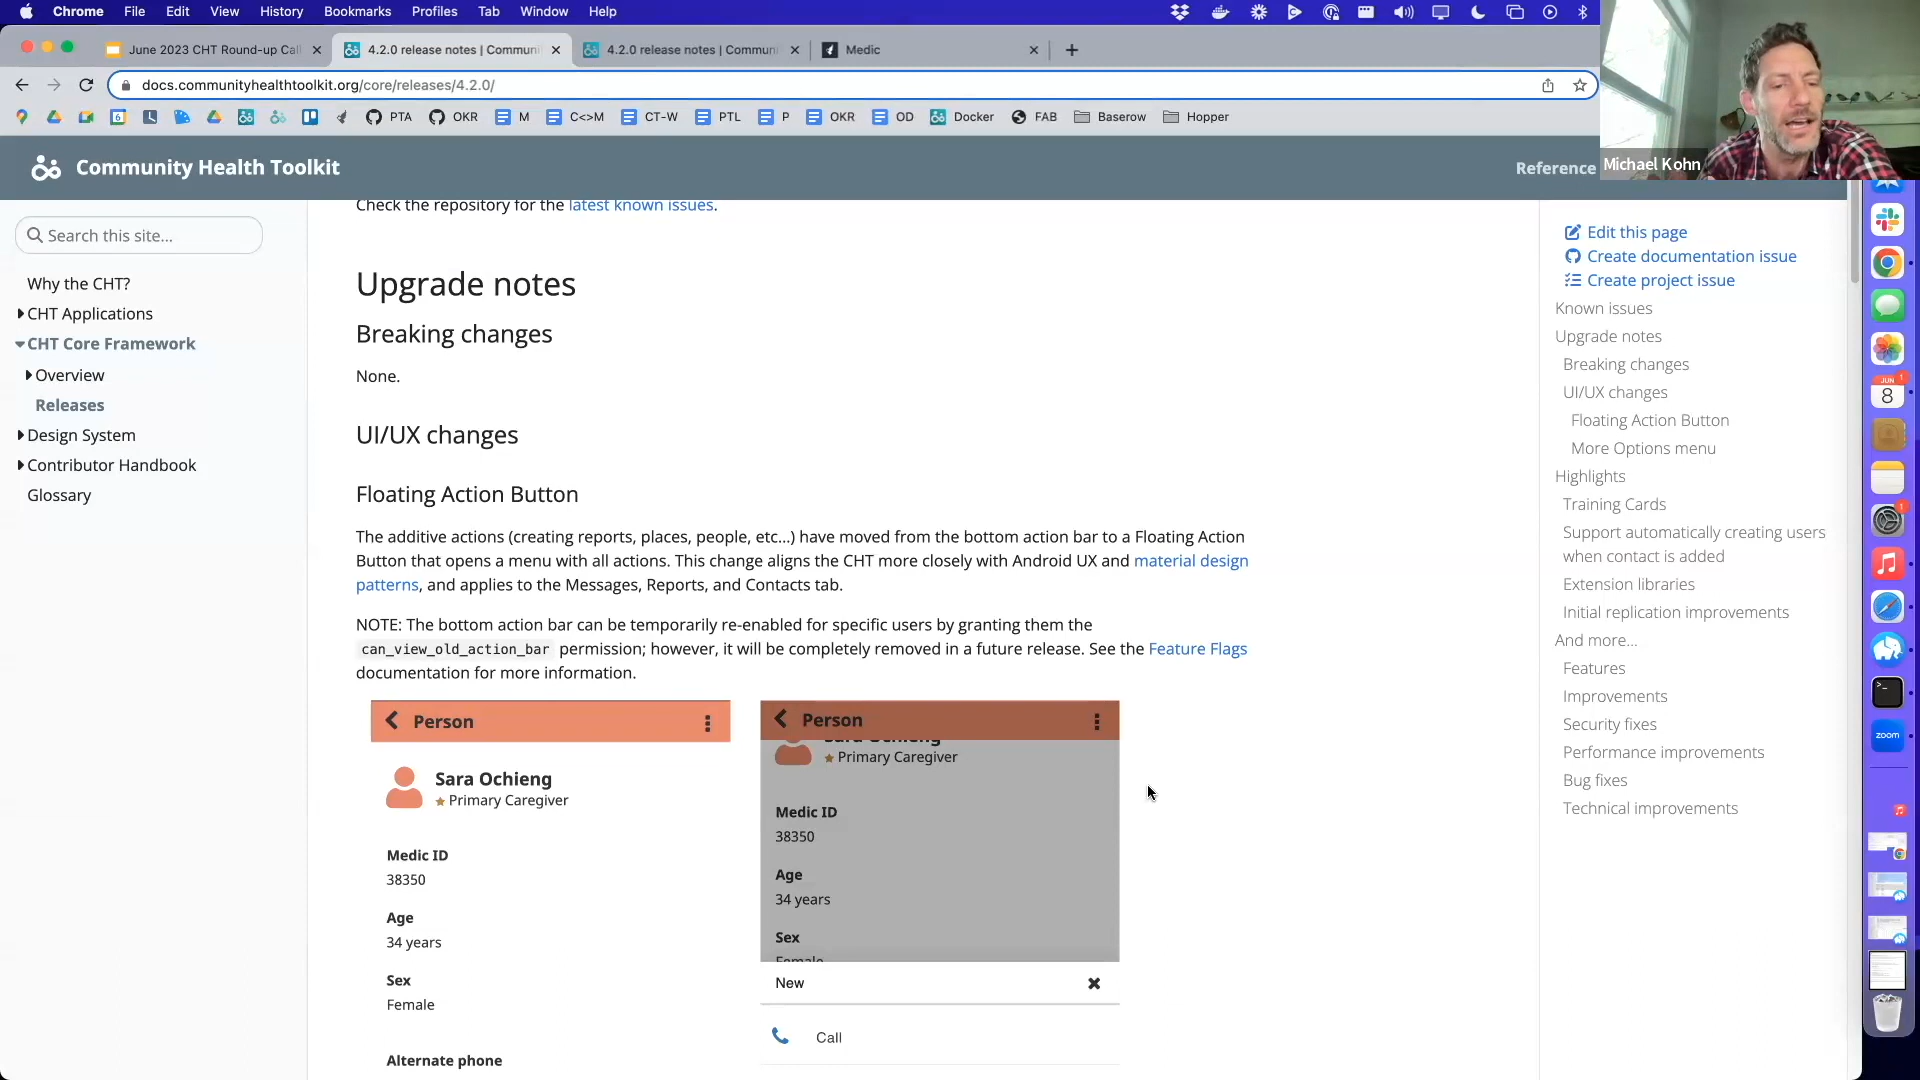 Chrome File Edit View History Bookmarks Profiles Tab Window Help
June 2023 CHT Round-up Call
4.2.0 release notes | Communi
4.2.0 release notes | Communi
Medic
docs.communityhealthtoolkit.org/core/releases/4.2.0/
PTA OKR M C<>M CT-W PTL P OKR OD Docker FAB Baserow Hopper
Michael Kohn
Community Health Toolkit
Reference
Search this site...
Why the CHT?
CHT Applications
CHT Core Framework
Overview
Releases
Design System
Contributor Handbook
Glossary
Check the repository for the latest known issues.
Upgrade notes
Breaking changes
None.
UI/UX changes
Floating Action Button
The additive actions (creating reports, places, people, etc...) have moved from the bottom action bar to a Floating Action
Button that opens a menu with all actions. This change aligns the CHT more closely with Android UX and material design
patterns, and applies to the Messages, Reports, and Contacts tab.
NOTE: The bottom action bar can be temporarily re-enabled for specific users by granting them the
can_view_old_action_bar permission; however, it will be completely removed in a future release. See the Feature Flags
documentation for more information.
Person
Sara Ochieng
Primary Caregiver
Medic ID
38350
Age
34 years
Sex
Female
Alternate phone
Person
Sara Ochieng
Primary Caregiver
Medic ID
38350
Age
34 years
Sex
Female
New
Call
Edit this page
Create documentation issue
Create project issue
Known issues
Upgrade notes
Breaking changes
UI/UX changes
Floating Action Button
More Options menu
Highlights
Training Cards
Support automatically creating users
when contact is added
Extension libraries
Initial replication improvements
And more...
Features
Improvements
Security fixes
Performance improvements
Bug fixes
Technical improvements
JUN
8
1
1
zoom